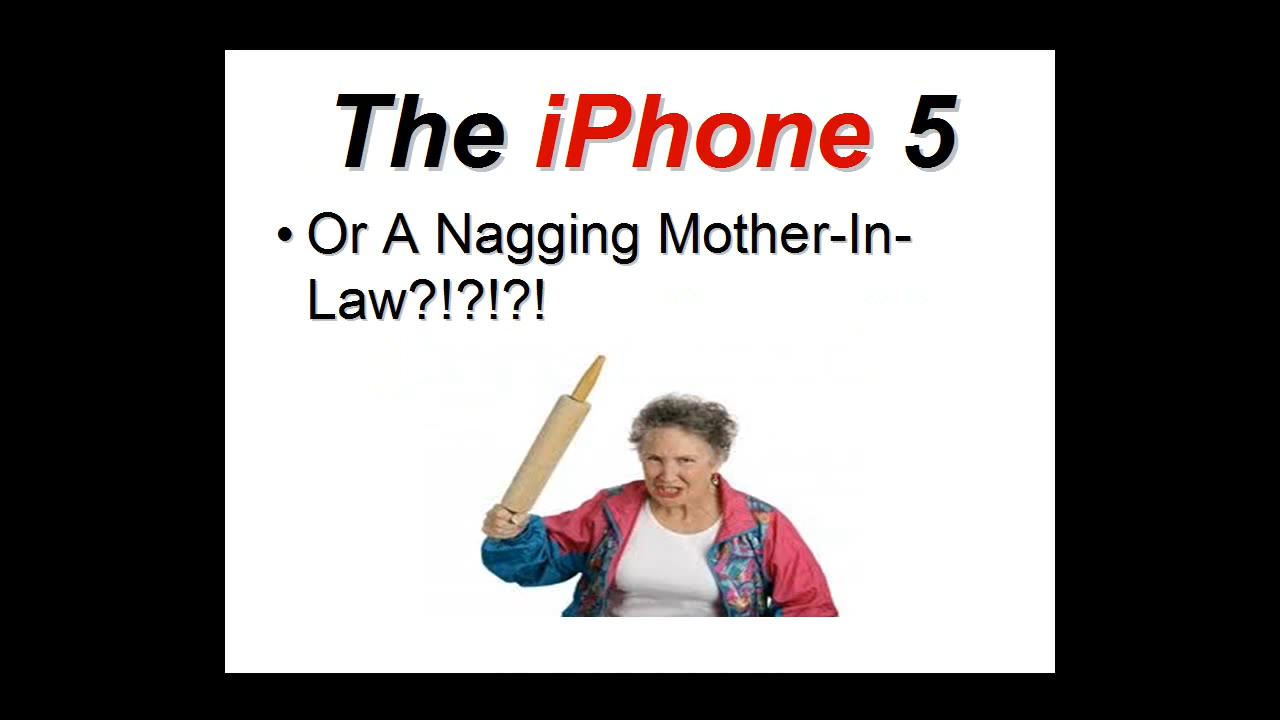 The iPhone 5
• Or A Nagging Mother-In-
Law?!?!?!